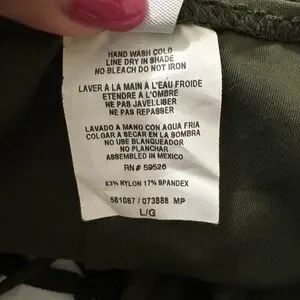 HAND WASH COLD
LINE DRY IN SHADE
NO BLEACH DO NOT IRON
LAVER A LA MAIN A L'EAU FROIDE
ETENDRE A L'OMBRE
NE PAS JAVELLISER
NE PAS REPASSER
LAVADO A MANO CON AGUA FRIA
COLGAR A SECAR EN LA SOMBRA
NO USE BLANQUEADOR
NO PLANCHAR
ASSEMBLED IN MEXICO
RN# 59526
83% NYLON 17% SPANDEX
581087 / 073888 MP
L/G